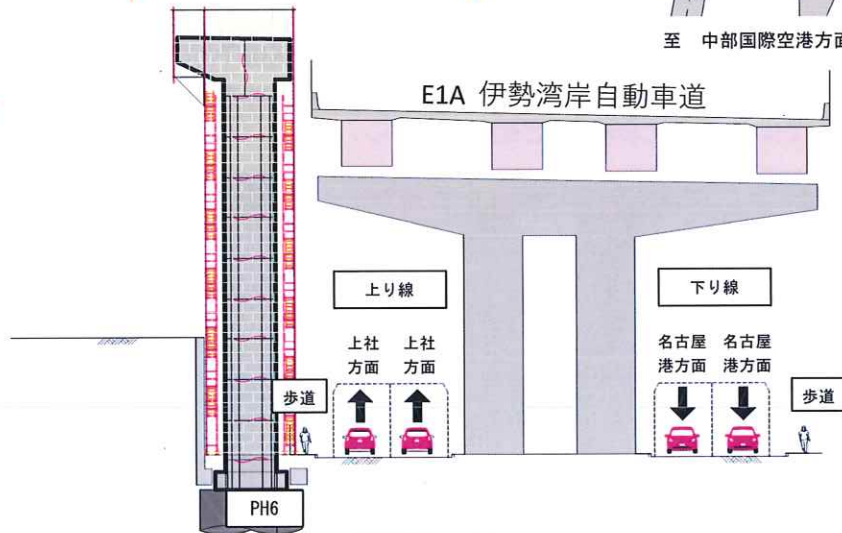 至 中部国際空港方面
E1A 伊勢湾岸自動車道
上り線
下り線
上社
方面
上社
方面
名古屋
港方面
名古屋
港方面
歩道
歩道
PH6